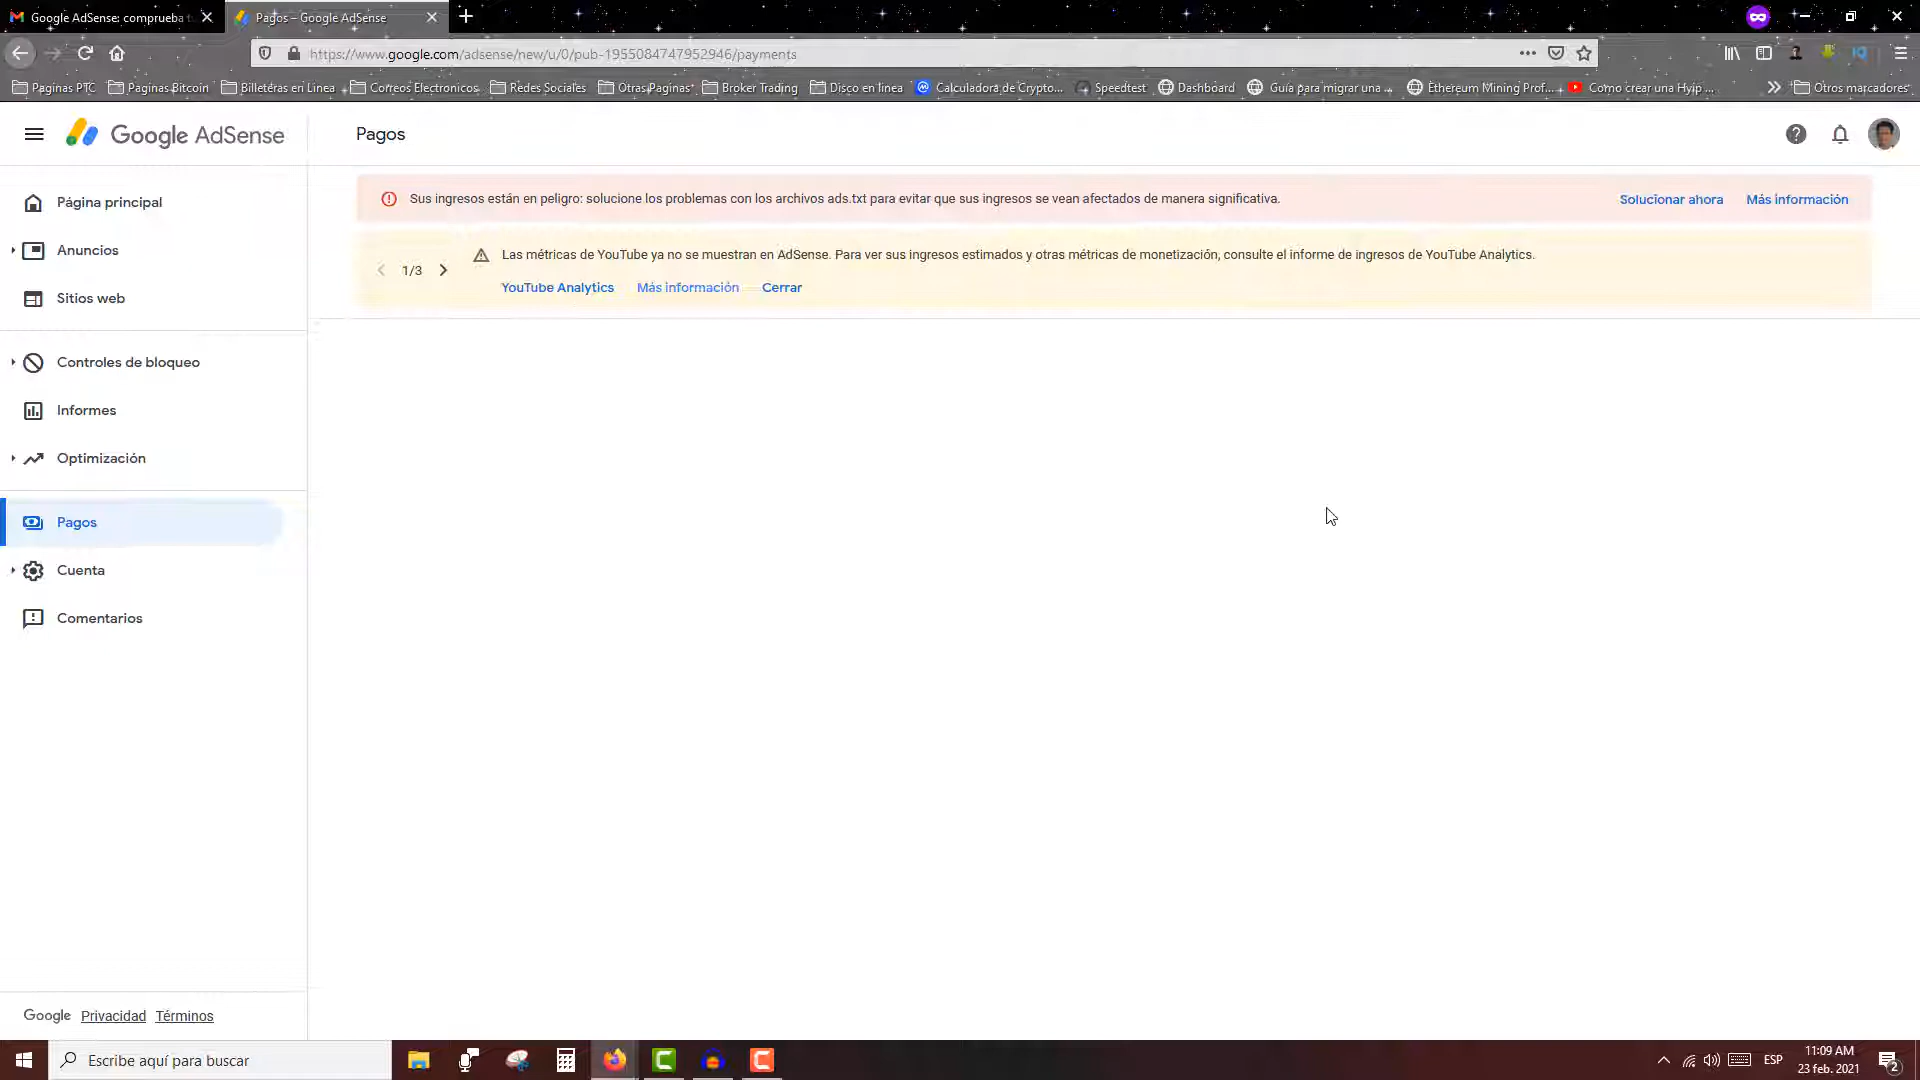 Google AdSense: comprueba t
Pagos – Google AdSense
https://www.google.com/adsense/new/u/0/pub-1955084747952946/payments
Paginas PTC
Paginas Bitcoin
Billeteras en Linea
Correos Electronicos
Redes Sociales
Otras Paginas
Broker Trading
Disco en linea
Calculadora de Crypto...
Speedtest
Dashboard
Guía para migrar una ...
Ethereum Mining Prof...
Como crear una Hyip ...
Otros marcadores
Google AdSense
Pagos
Sus ingresos están en peligro: solucione los problemas con los archivos ads.txt para evitar que sus ingresos se vean afectados de manera significativa.
Solucionar ahora
Más información
1/3
Las métricas de YouTube ya no se muestran en AdSense. Para ver sus ingresos estimados y otras métricas de monetización, consulte el informe de ingresos de YouTube Analytics.
YouTube Analytics
Más información
Cerrar
Página principal
Anuncios
Sitios web
Controles de bloqueo
Informes
Optimización
Pagos
Cuenta
Comentarios
Google Privacidad Términos
Escribe aquí para buscar
ESP
11:09 AM
23 feb. 2021
2